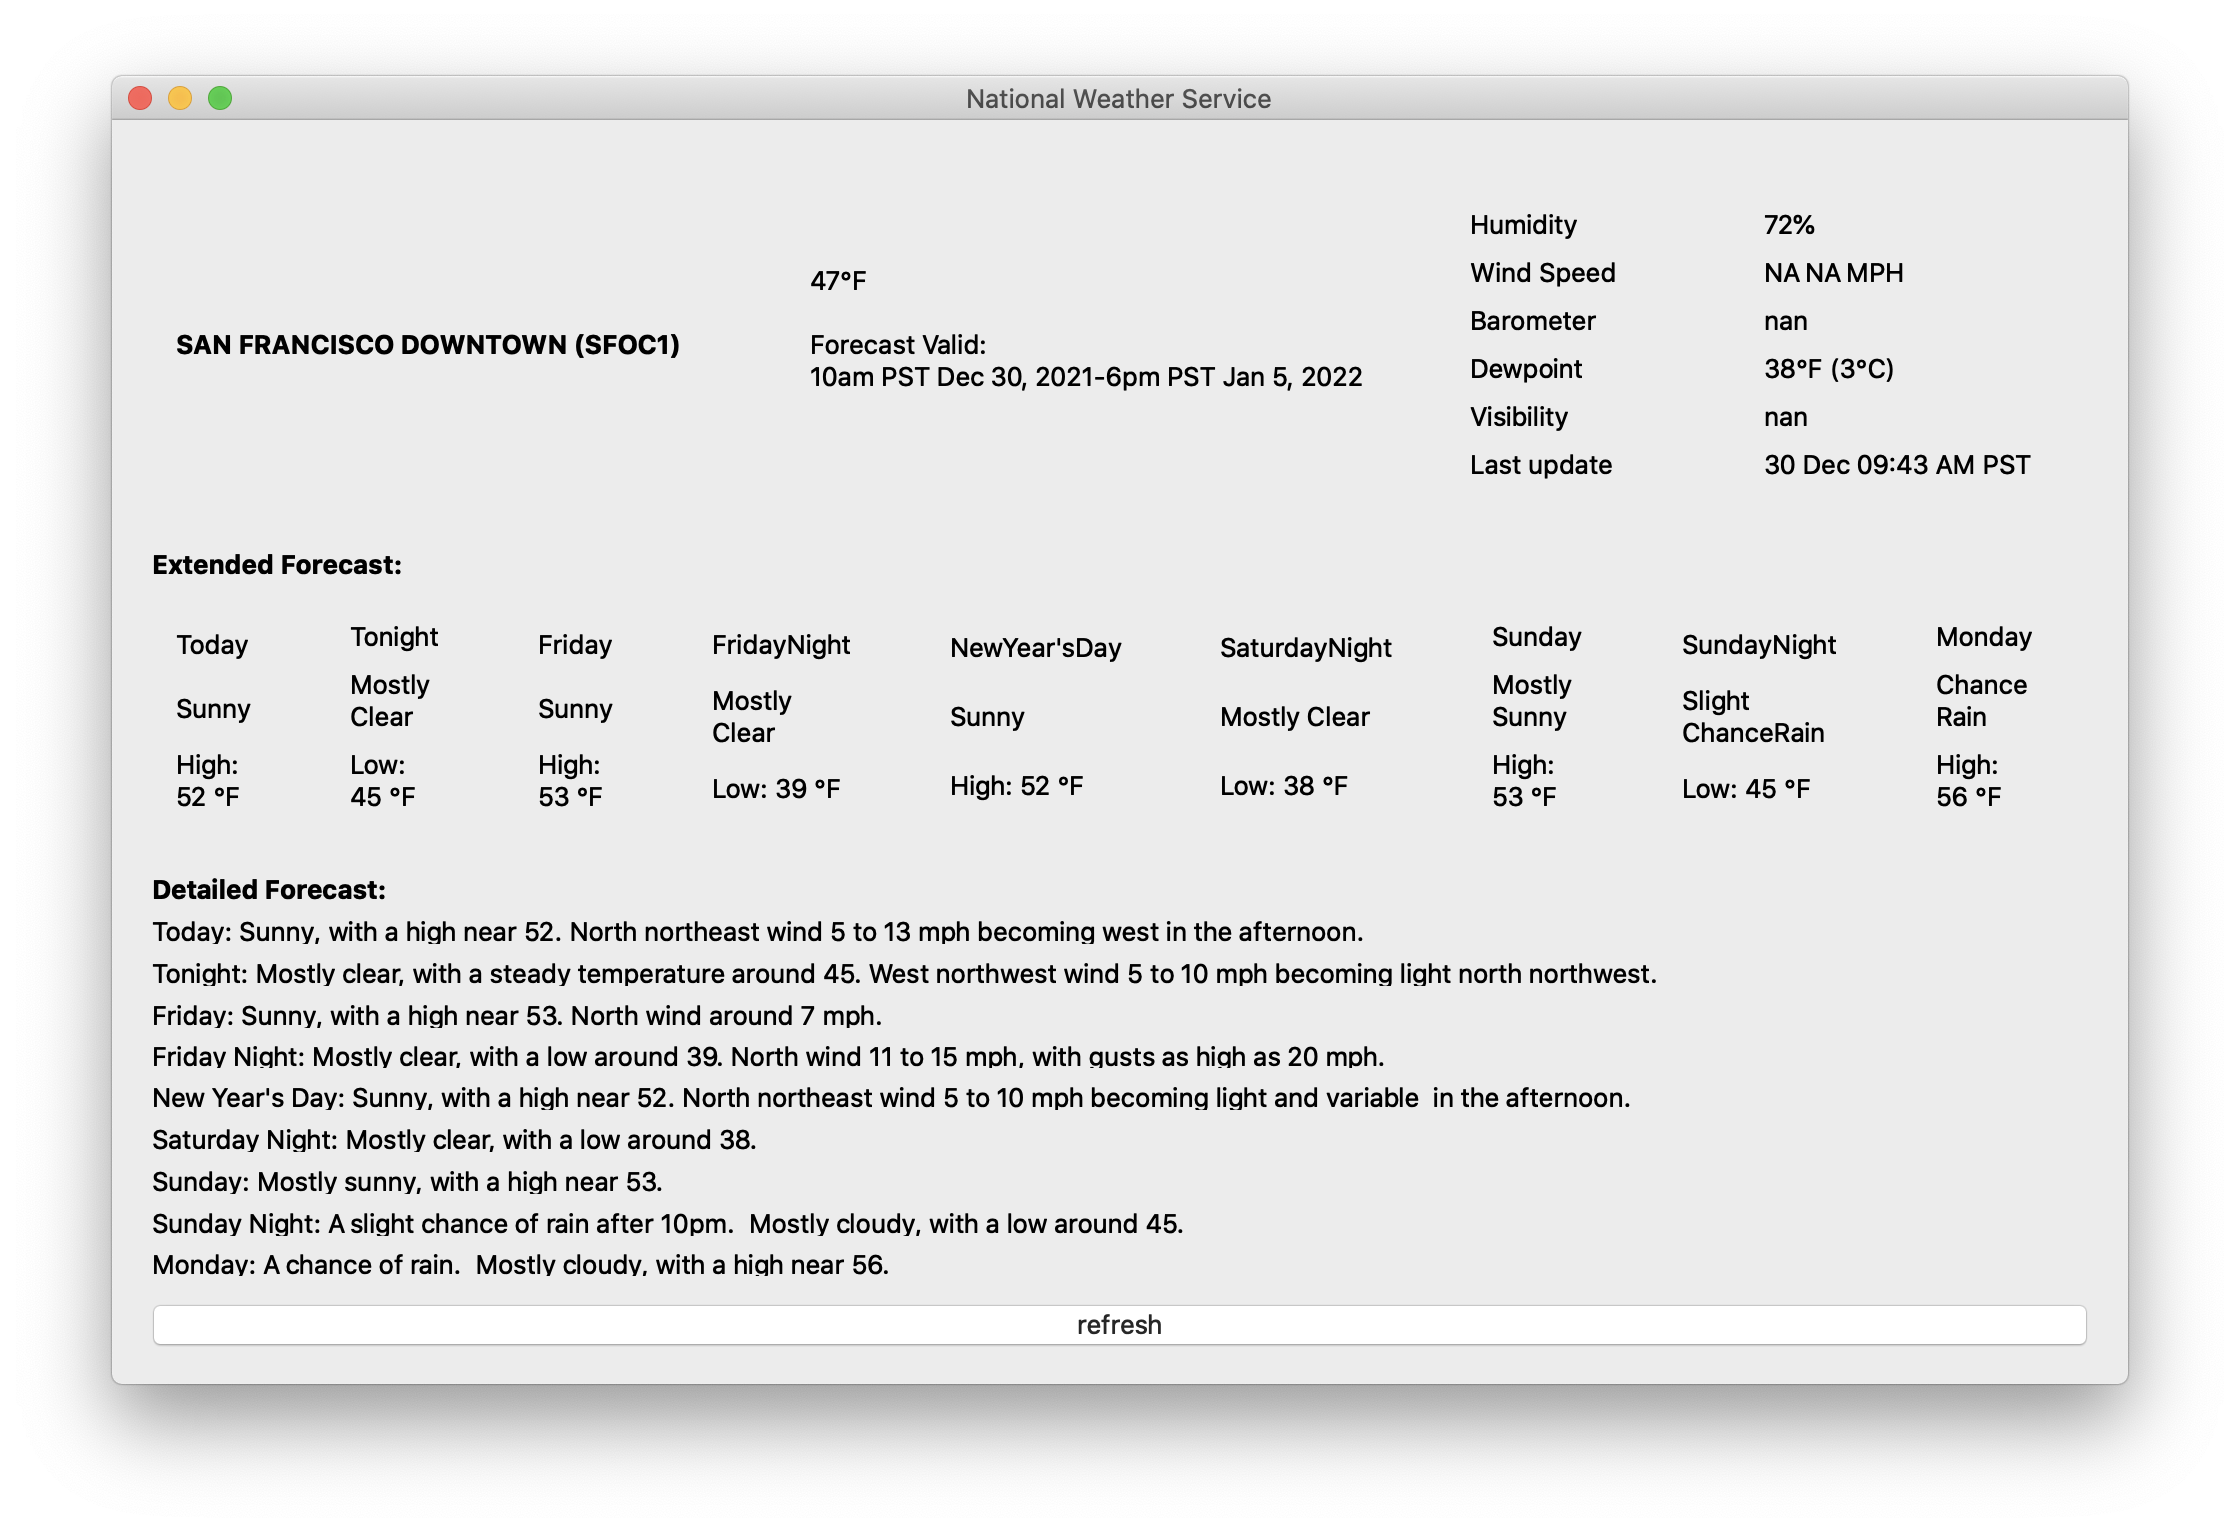 National Weather Service
SAN FRANCISCO DOWNTOWN (SFOC1)
47°F
Forecast Valid:
10am PST Dec 30, 2021-6pm PST Jan 5, 2022
Humidity 72%
Wind Speed NA NA MPH
Barometer nan
Dewpoint 38°F (3°C)
Visibility nan
Last update 30 Dec 09:43 AM PST
Extended Forecast:
Today
Sunny
High:
52 °F
Tonight
Mostly
Clear
Low:
45 °F
Friday
Sunny
High:
53 °F
FridayNight
Mostly
Clear
Low: 39 °F
NewYear'sDay
Sunny
High: 52 °F
SaturdayNight
Mostly Clear
Low: 38 °F
Sunday
Mostly
Sunny
High:
53 °F
SundayNight
Slight
ChanceRain
Low: 45 °F
Monday
Chance
Rain
High:
56 °F
Detailed Forecast:
Today: Sunny, with a high near 52. North northeast wind 5 to 13 mph becoming west in the afternoon.
Tonight: Mostly clear, with a steady temperature around 45. West northwest wind 5 to 10 mph becoming light north northwest.
Friday: Sunny, with a high near 53. North wind around 7 mph.
Friday Night: Mostly clear, with a low around 39. North wind 11 to 15 mph, with gusts as high as 20 mph.
New Year's Day: Sunny, with a high near 52. North northeast wind 5 to 10 mph becoming light and variable  in the afternoon.
Saturday Night: Mostly clear, with a low around 38.
Sunday: Mostly sunny, with a high near 53.
Sunday Night: A slight chance of rain after 10pm.  Mostly cloudy, with a low around 45.
Monday: A chance of rain.  Mostly cloudy, with a high near 56.
refresh